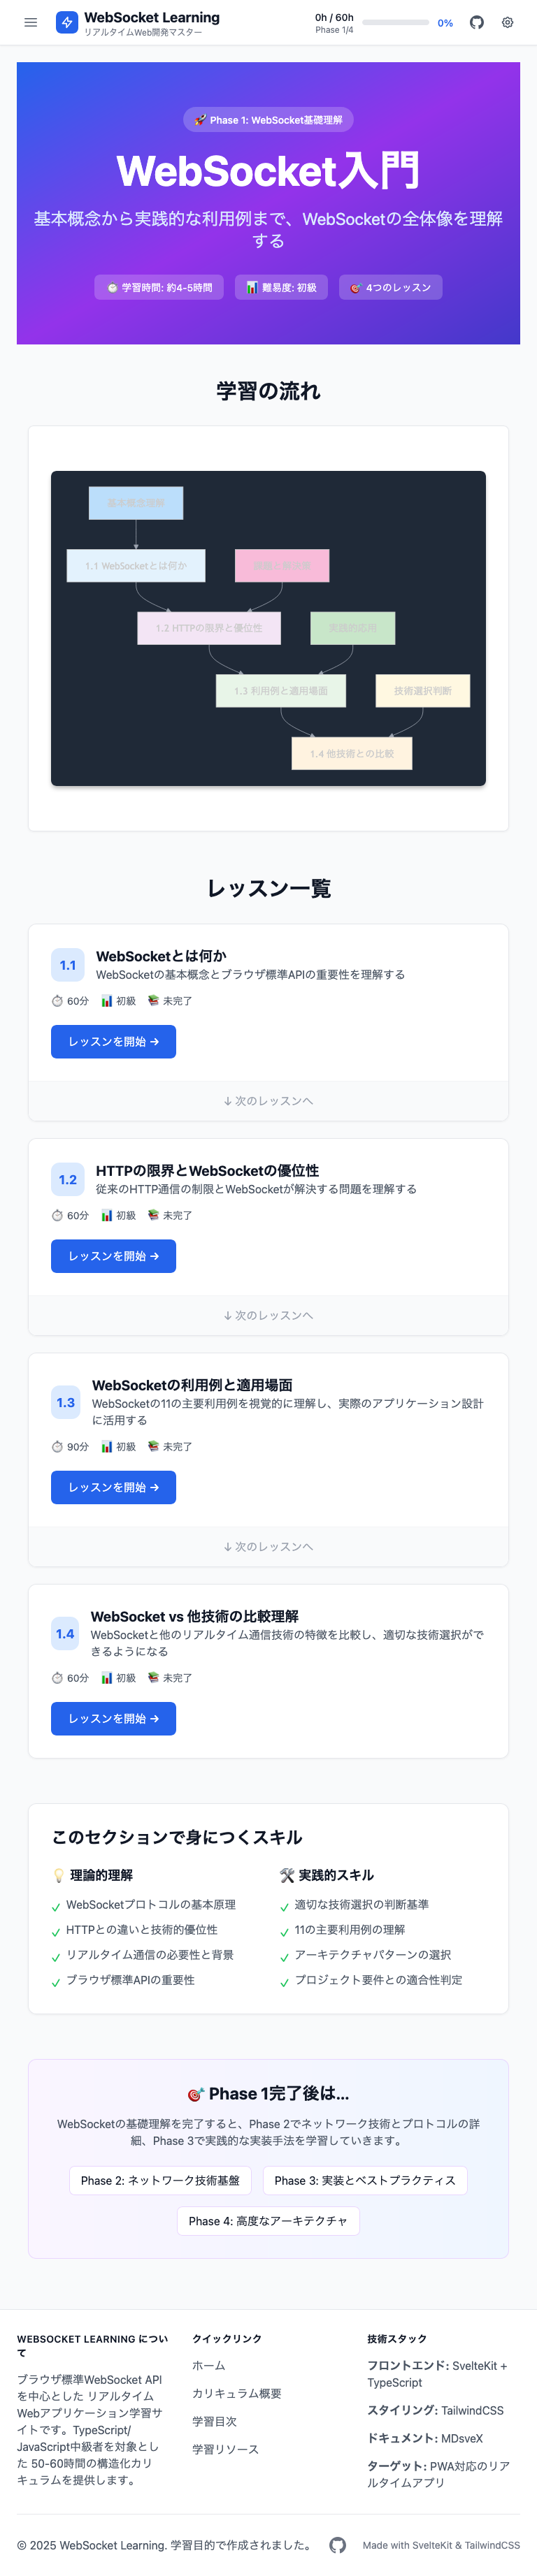 WebSocket Learning
リアルタイムWeb開発マスター
0h / 60h
Phase 1/4
0%
🚀 Phase 1: WebSocket基礎理解
WebSocket入門
基本概念から実践的な利用例まで、WebSocketの全体像を理解
する
⏱️ 学習時間: 約4-5時間
📊 難易度: 初級
🎯 4つのレッスン
学習の流れ
基本概念理解
1.1 WebSocketとは何か
1.2 HTTPの限界と優位性
実践的応用
1.3 利用例と適用場面
技術選択判断
1.4 他技術との比較
レッスン一覧
1.1
WebSocketとは何か
WebSocketの基本概念とブラウザ標準APIの重要性を理解する
⏱️ 60分
📊 初級
📚 未完了
レッスンを開始 →
↓ 次のレッスンへ
1.2
HTTPの限界とWebSocketの優位性
従来のHTTP通信の制限とWebSocketが解決する問題を理解する
⏱️ 60分
📊 初級
📚 未完了
レッスンを開始 →
↓ 次のレッスンへ
1.3
WebSocketの利用例と適用場面
WebSocketの11の主要利用例を視覚的に理解し、実際のアプリケーション設計
に活用する
⏱️ 90分
📊 初級
📚 未完了
レッスンを開始 →
↓ 次のレッスンへ
1.4
WebSocket vs 他技術の比較理解
WebSocketと他のリアルタイム通信技術の特徴を比較し、適切な技術選択がで
きるようになる
⏱️ 60分
📊 初級
📚 未完了
レッスンを開始 →
このセクションで身につくスキル
💡 理論的理解
✓ WebSocketプロトコルの基本原理
✓ HTTPとの違いと技術的優位性
✓ リアルタイム通信の必要性と背景
✓ ブラウザ標準APIの重要性
🛠️ 実践的スキル
✓ 適切な技術選択の判断基準
✓ 11の主要利用例の理解
✓ アーキテクチャパターンの選択
✓ プロジェクト要件との適合性判定
🎯 Phase 1完了後は...
WebSocketの基礎理解を完了すると、Phase 2でネットワーク技術とプロトコルの詳
細、Phase 3で実践的な実装手法を学習していきます。
Phase 2: ネットワーク技術基盤
Phase 3: 実装とベストプラクティス
Phase 4: 高度なアーキテクチャ
WEBSOCKET LEARNING につい
て
ブラウザ標準WebSocket API
を中心とした リアルタイム
Webアプリケーション学習サ
イトです。TypeScript/
JavaScript中級者を対象とし
た 50-60時間の構造化カリ
キュラムを提供します。
クイックリンク
ホーム
カリキュラム概要
学習目次
学習リソース
技術スタック
フロントエンド: SvelteKit +
TypeScript
スタイリング: TailwindCSS
ドキュメント: MDsveX
ターゲット: PWA対応のリア
ルタイムアプリ
© 2025 WebSocket Learning. 学習目的で作成されました。
Made with SvelteKit & TailwindCSS